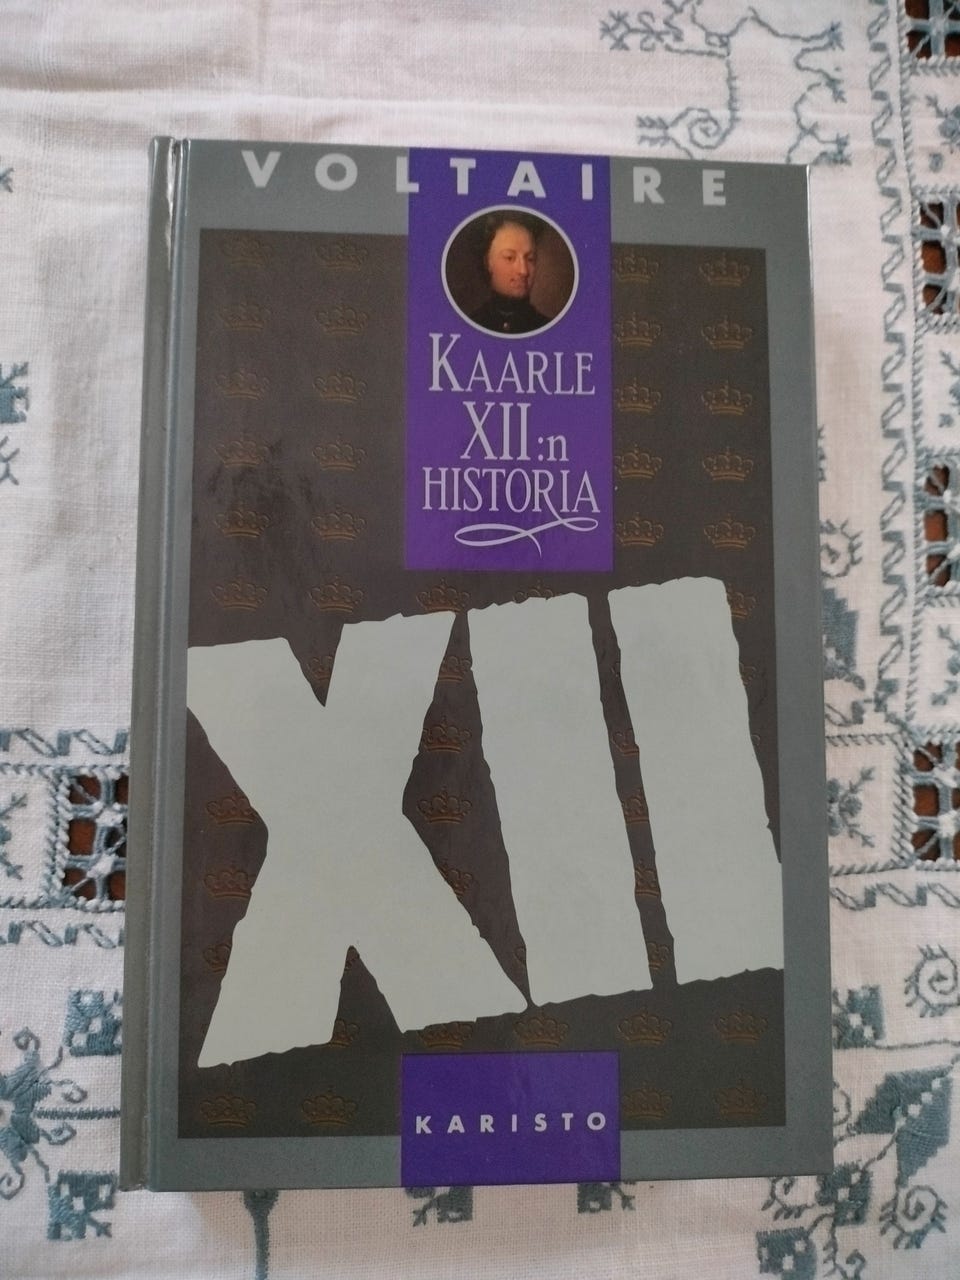 VOLTAIRE
KAARLE
XII:n
HISTORIA
XII
KARISTO